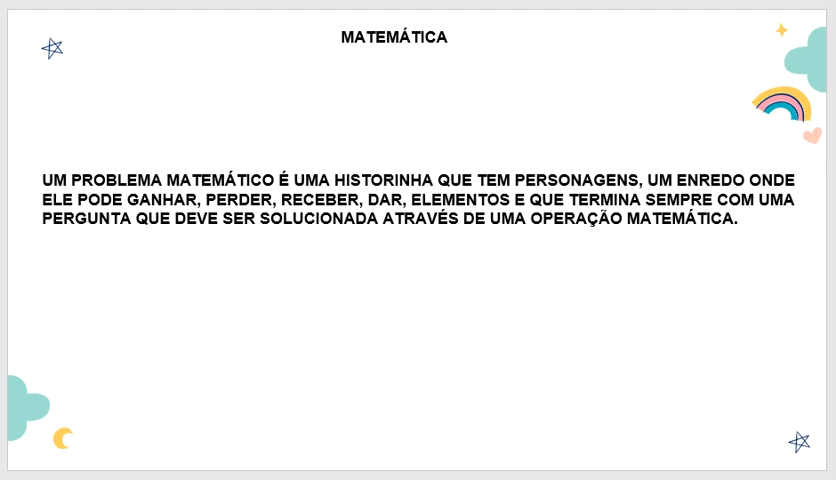 MATEMÁTICA
UM PROBLEMA MATEMÁTICO É UMA HISTORINHA QUE TEM PERSONAGENS, UM ENREDO ONDE
ELE PODE GANHAR, PERDER, RECEBER, DAR, ELEMENTOS E QUE TERMINA SEMPRE COM UMA
PERGUNTA QUE DEVE SER SOLUCIONADA ATRAVÉS DE UMA OPERAÇÃO MATEMÁTICA.